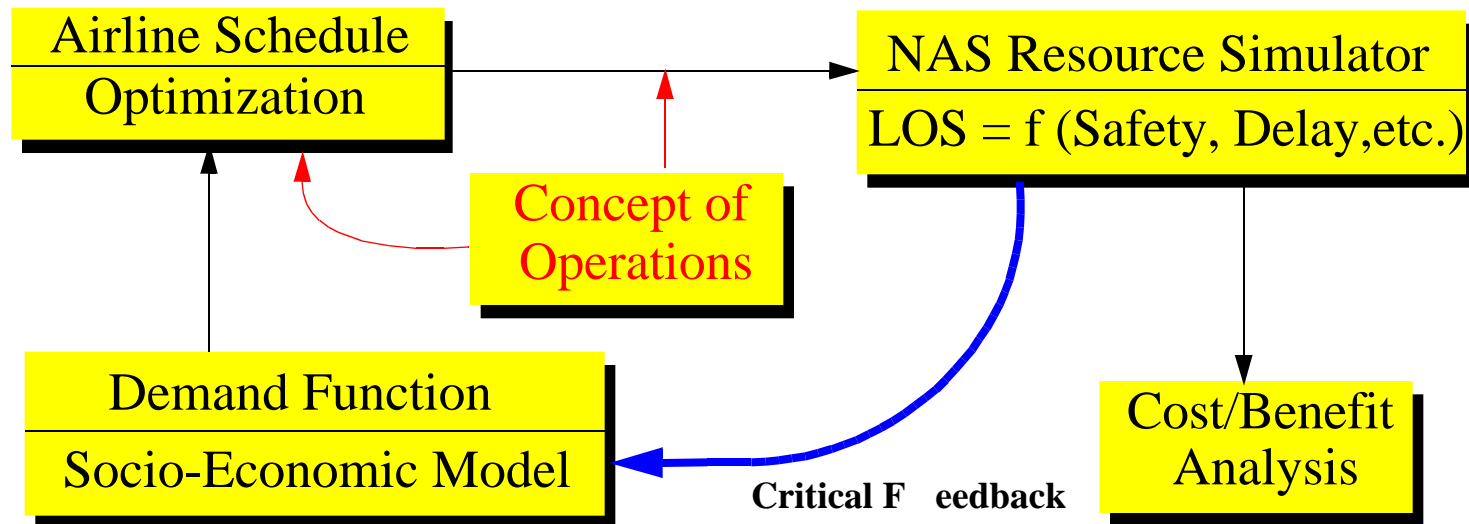 Airline Schedule
Optimization
NAS Resource Simulator
LOS = f (Safety, Delay,etc.)
Concept of
Operations
Demand Function
Socio-Economic Model
Cost/Benefit
Analysis
Critical F eedback